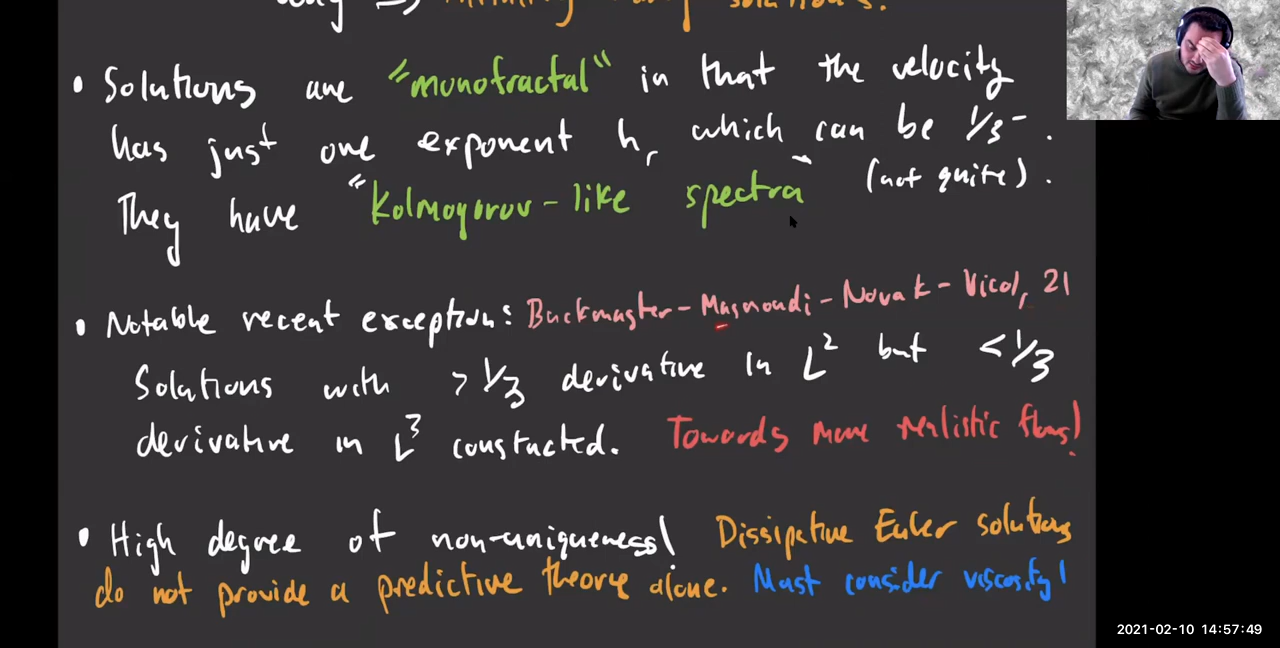 solutions.
• Solutions are "monofractal" in that the velocity
has just one exponent h, which can be 1/3⁻.
They have "Kolmogorov-like spectra" (not quite).
• Notable recent exception: Buckmaster-Masmoudi-Novak-Vicol, 21
Solutions with > 1/3 derivative in L² but < 1/3
derivative in L³ constucted. Towards more realistic flows!
• High degree of non-uniqueness! Dissipative Euler solutions
do not provide a predictive theory alone. Must consider viscosity!
2021-02-10 14:57:49